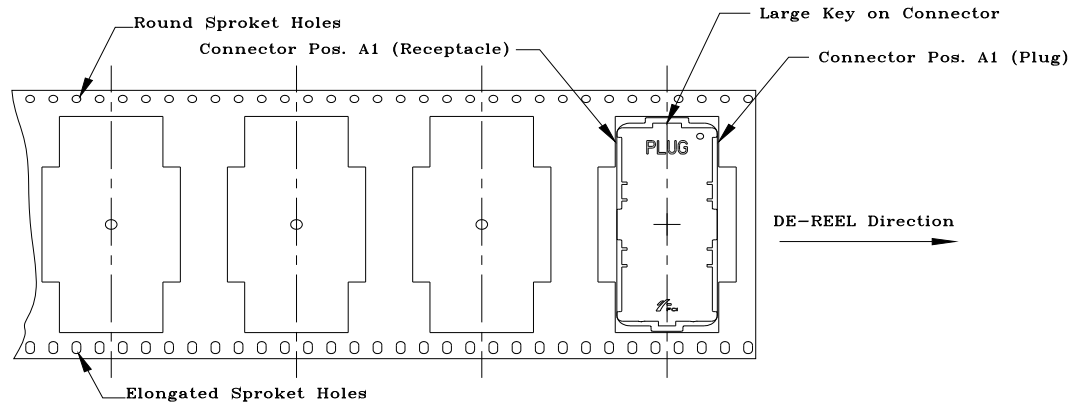 Round Sproket Holes
Large Key on Connector
Connector Pos. A1 (Receptacle)
Connector Pos. A1 (Plug)
PLUG
DE-REEL Direction
FCI
Elongated Sproket Holes